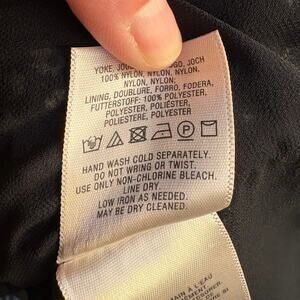 YOKE, JOCH
100% NYLON, NYLON,
NYLON, NYLON;
LINING, DOUBLURE, FORRO, FODERA,
FUTTERSTOFF: 100% POLYESTER,
POLYESTER, POLIÉSTER,
POLIESTERE, POLYESTER
P
HAND WASH COLD SEPARATELY.
DO NOT WRING OR TWIST.
USE ONLY NON-CHLORINE BLEACH.
LINE DRY.
LOW IRON AS NEEDED.
MAY BE DRY CLEANED.
MAIN À L'EAU